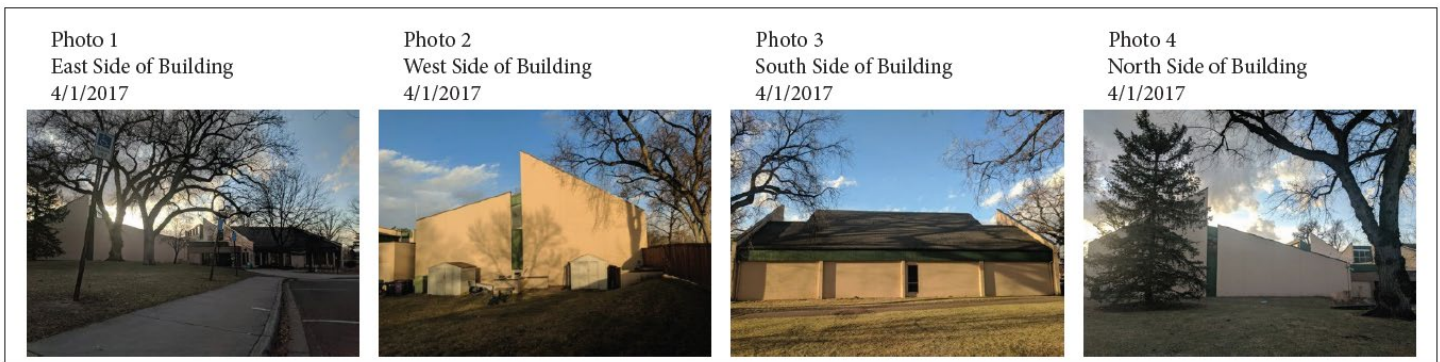 Photo 1
East Side of Building
4/1/2017
Photo 2
West Side of Building
4/1/2017
Photo 3
South Side of Building
4/1/2017
Photo 4
North Side of Building
4/1/2017